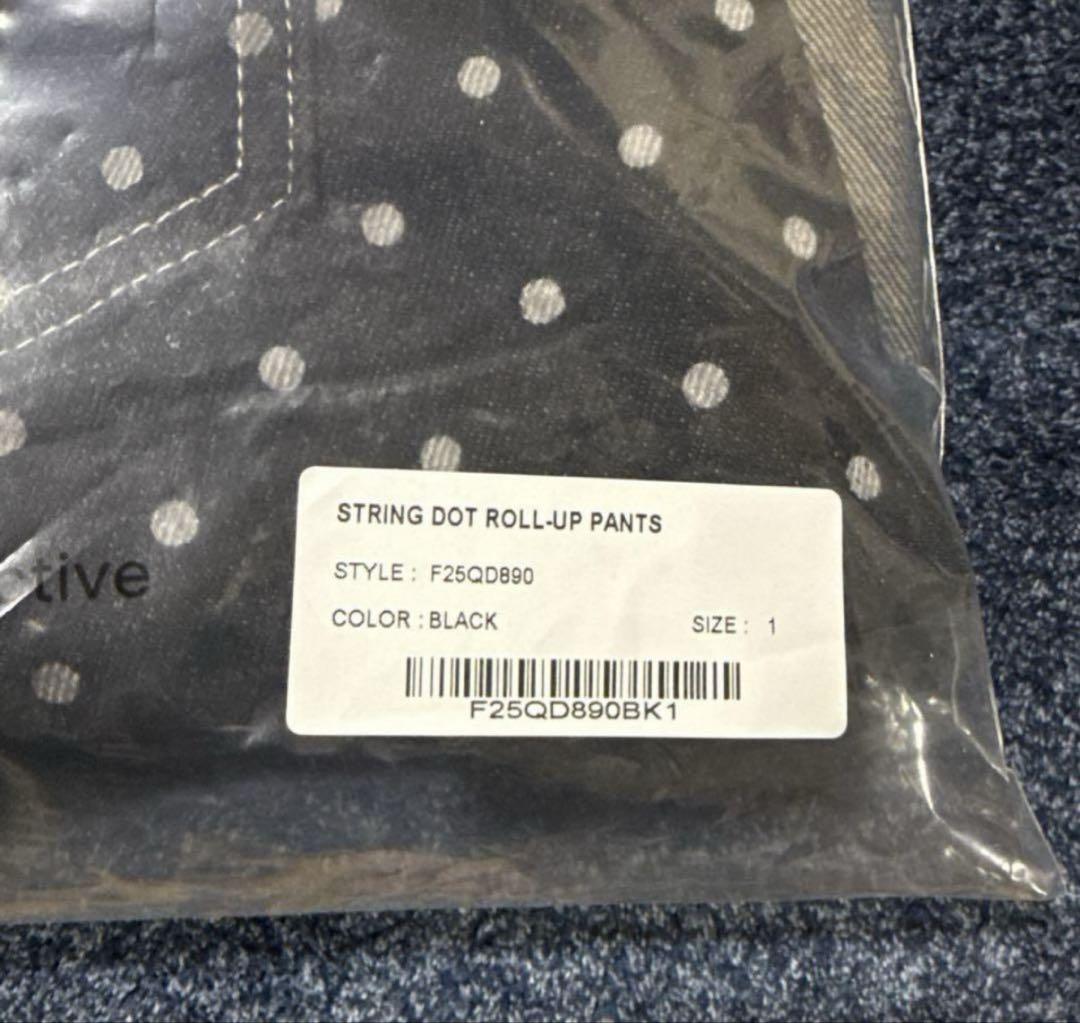 STRING DOT ROLL-UP PANTS
STYLE : F25QD890
ctive
COLOR : BLACK SIZE : 1
F25QD890BK1